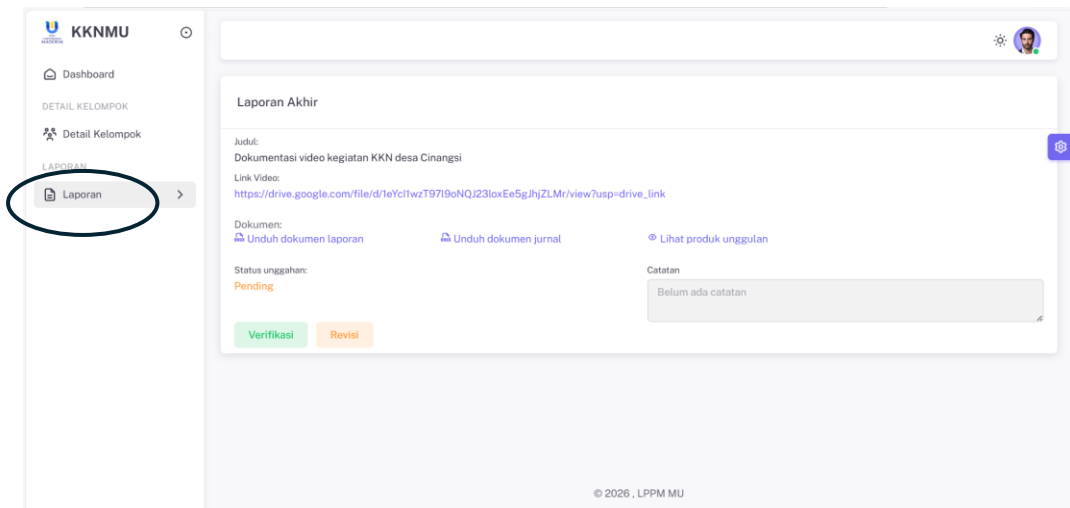 KKNMU
Dashboard
DETAIL KELOMPOK
Detail Kelompok
LAPORAN
Laporan
Laporan Akhir
Judul:
Dokumentasi video kegiatan KKN desa Cinangsi
Link Video:
https://drive.google.com/file/d/1eYcI1wzT97l9oNQJ23loxEe5gJhjZLMr/view?usp=drive_link
Dokumen:
Unduh dokumen laporan Unduh dokumen jurnal Lihat produk unggulan
Status unggahan: Catatan
Pending Belum ada catatan
Verifikasi Revisi
© 2026 , LPPM MU